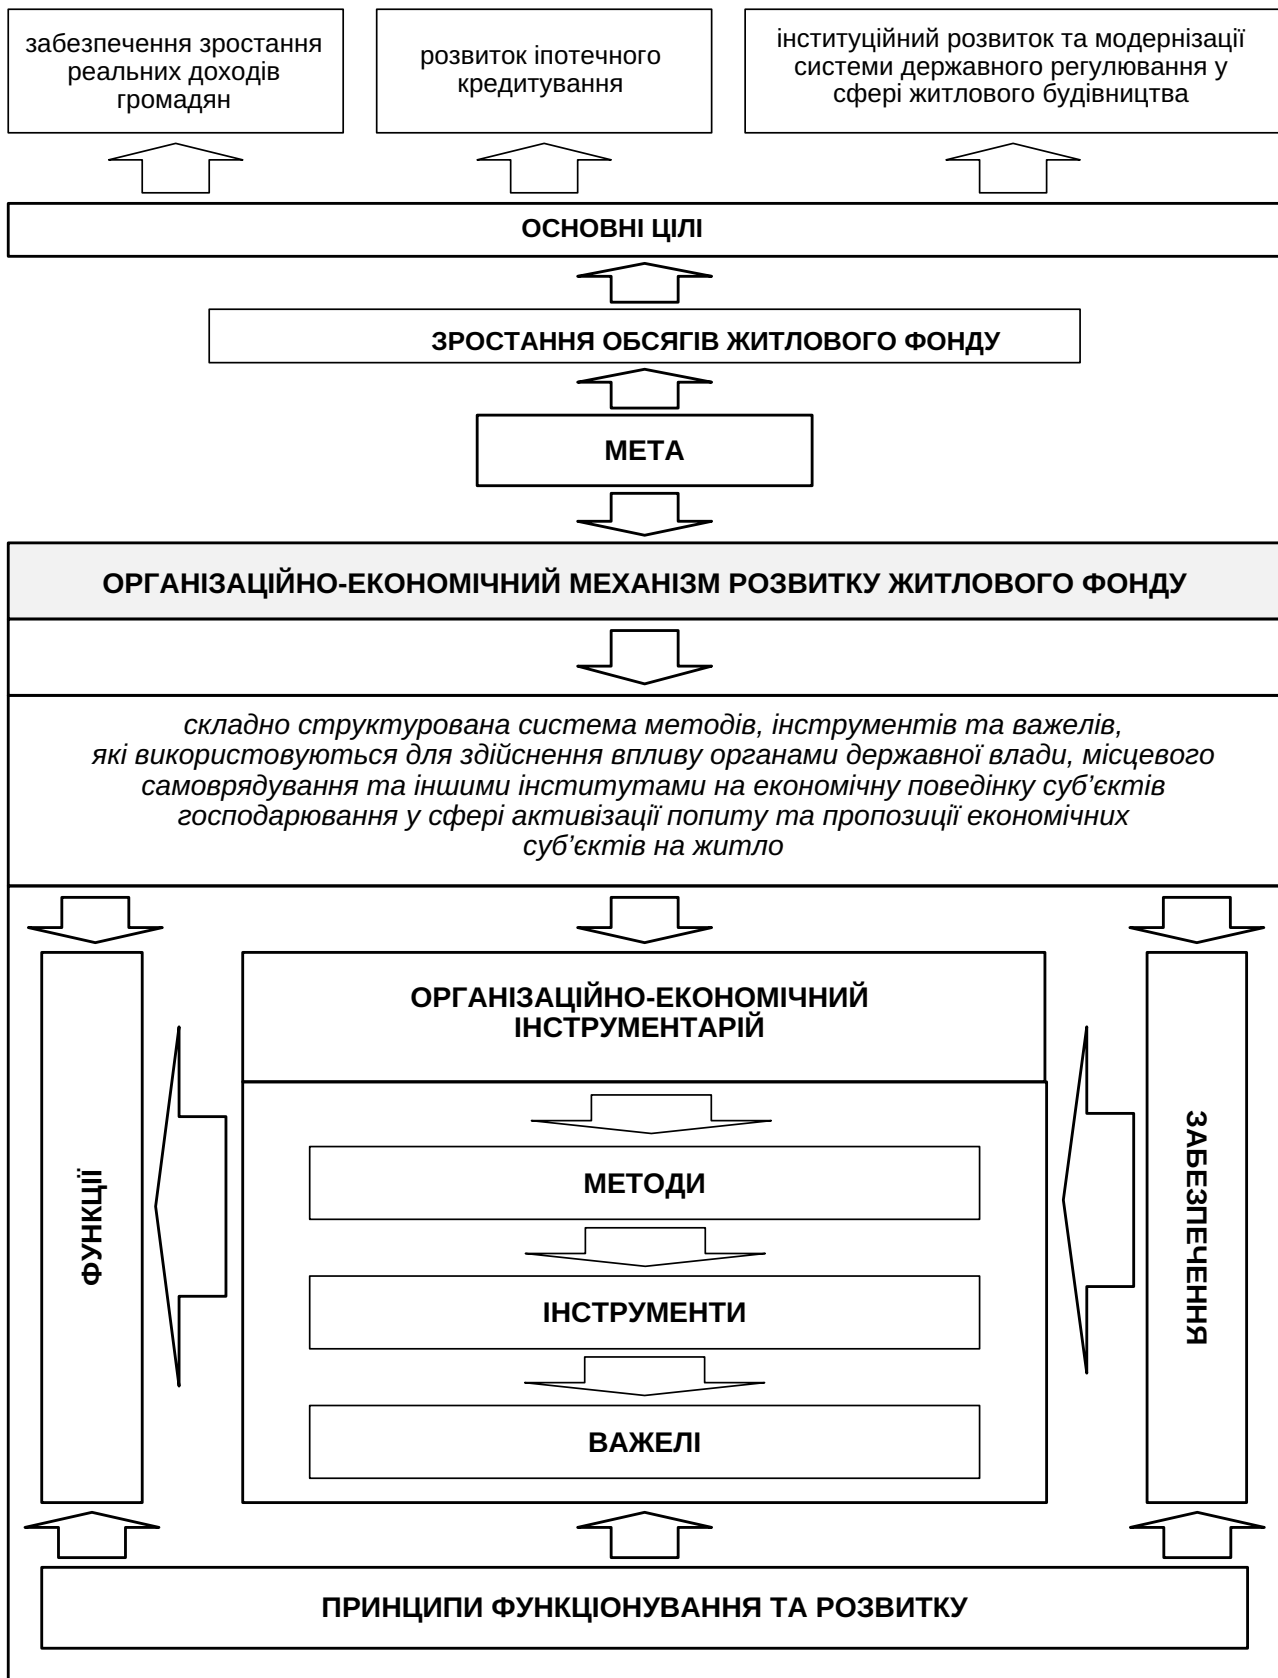 забезпечення зростання
реальних доходів
громадян
розвиток іпотечного
кредитування
інституційний розвиток та модернізації
системи державного регулювання у
сфері житлового будівництва
ОСНОВНІ ЦІЛІ
ЗРОСТАННЯ ОБСЯГІВ ЖИТЛОВОГО ФОНДУ
МЕТА
ОРГАНІЗАЦІЙНО-ЕКОНОМІЧНИЙ МЕХАНІЗМ РОЗВИТКУ ЖИТЛОВОГО ФОНДУ
складно структурована система методів, інструментів та важелів,
які використовуються для здійснення впливу органами державної влади, місцевого
самоврядування та іншими інститутами на економічну поведінку суб’єктів
господарювання у сфері активізації попиту та пропозиції економічних
суб’єктів на житло
ФУНКЦІЇ
ОРГАНІЗАЦІЙНО-ЕКОНОМІЧНИЙ
ІНСТРУМЕНТАРІЙ
МЕТОДИ
ІНСТРУМЕНТИ
ВАЖЕЛІ
ЗАБЕЗПЕЧЕННЯ
ПРИНЦИПИ ФУНКЦІОНУВАННЯ ТА РОЗВИТКУ